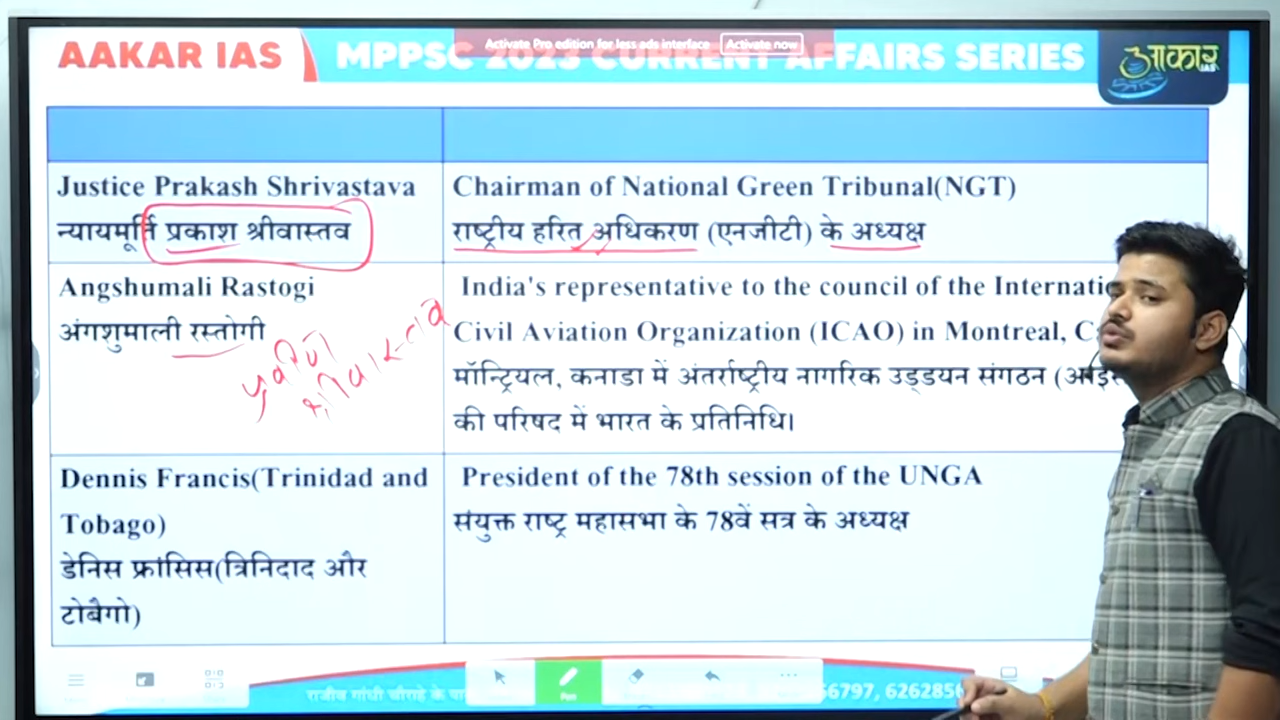 AAKAR IAS
MPPSC 2023 CURRENT AFFAIRS SERIES
Activate Pro edition for less ads interface Activate now
आकार IAS
Justice Prakash Shrivastava
न्यायमूर्ति प्रकाश श्रीवास्तव
Chairman of National Green Tribunal(NGT)
राष्ट्रीय हरित अधिकरण (एनजीटी) के अध्यक्ष
Angshumali Rastogi
अंगशुमाली रस्तोगी
प्रवीण
श्रीवास्तव
India's representative to the council of the
Civil Aviation Organization (ICAO) in Montreal,
मॉन्ट्रियल, कनाडा में अंतर्राष्ट्रीय नागरिक उड्डयन संगठन
की परिषद में भारत के प्रतिनिधि।
Dennis Francis(Trinidad and
Tobago)
डेनिस फ्रांसिस(त्रिनिदाद और
टोबैगो)
President of the 78th session of the UNGA
संयुक्त राष्ट्र महासभा के 78वें सत्र के अध्यक्ष
Pen
राजीव गांधी चौराहे के